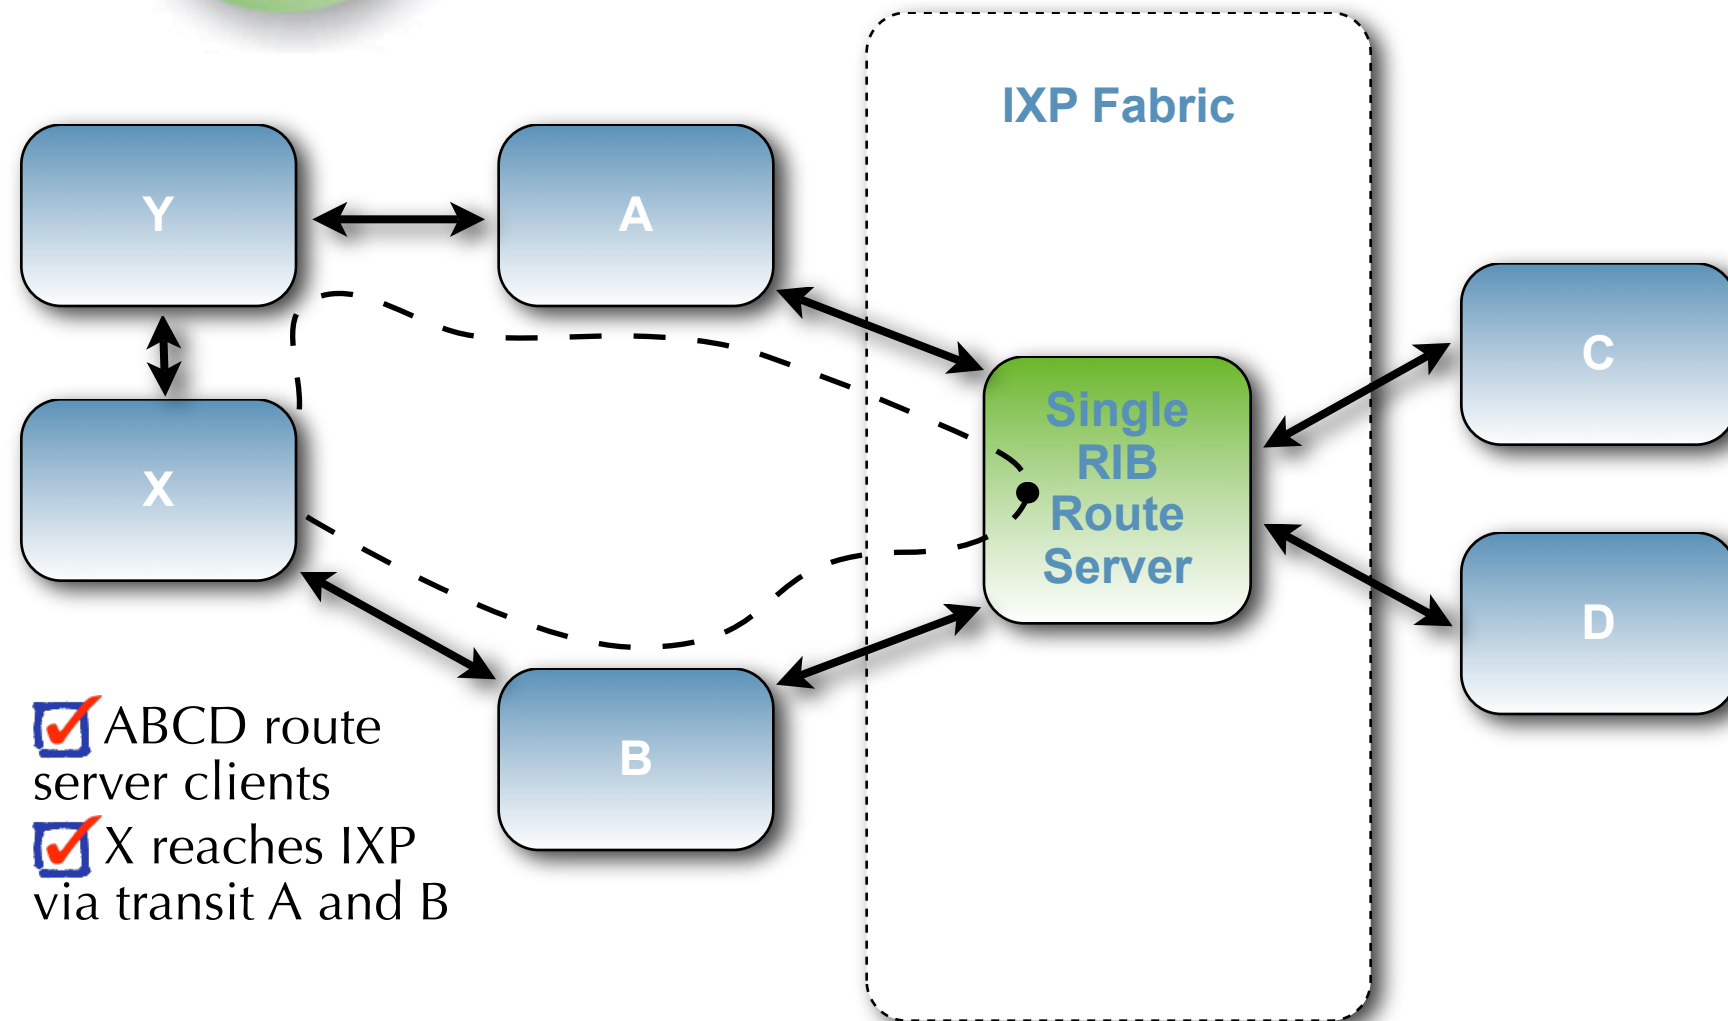 IXP Fabric
Y
A
C
Single
RIB
Route
Server
X
D
B
ABCD route
server clients
X reaches IXP
via transit A and B